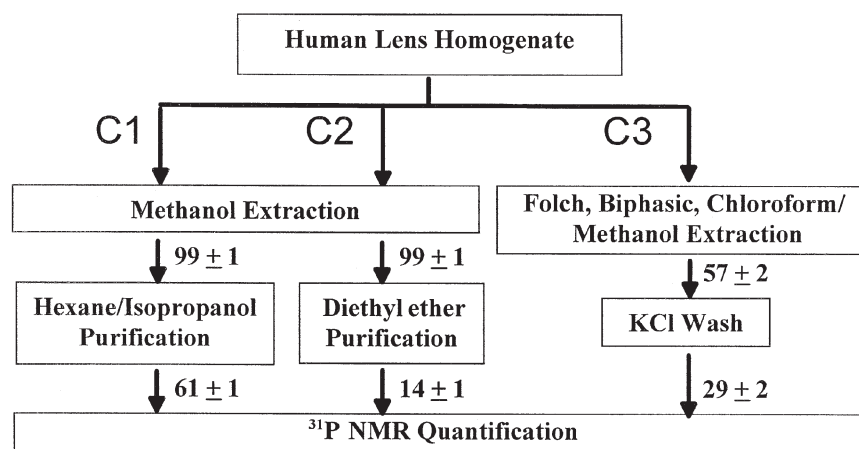 Human Lens Homogenate
C1
C2
C3
Methanol Extraction
Folch, Biphasic, Chloroform/
Methanol Extraction
99 ± 1
99 ± 1
57 ± 2
Hexane/Isopropanol
Purification
Diethyl ether
Purification
KCl Wash
61 ± 1
14 ± 1
29 ± 2
³¹P NMR Quantification